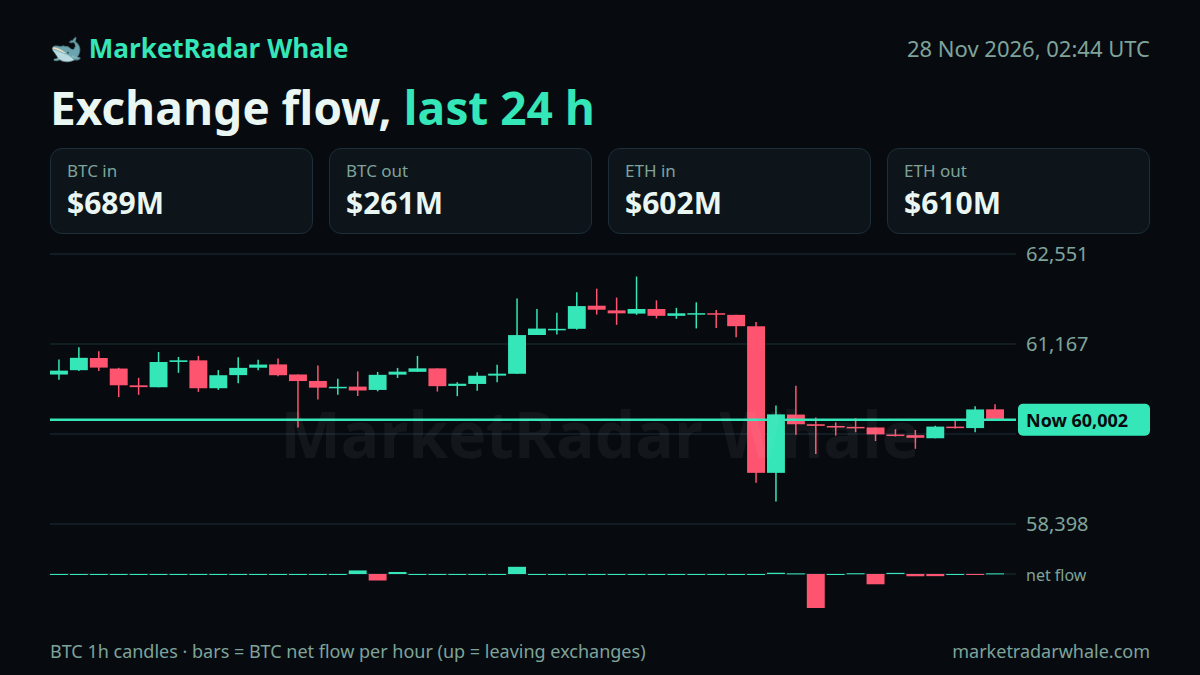 🐋 MarketRadar Whale
28 Nov 2026, 02:44 UTC
Exchange flow, last 24 h
BTC in
$689M
BTC out
$261M
ETH in
$602M
ETH out
$610M
62,551
61,167
Now 60,002
MarketRadar Whale
58,398
net flow
BTC 1h candles · bars = BTC net flow per hour (up = leaving exchanges)
marketradarwhale.com